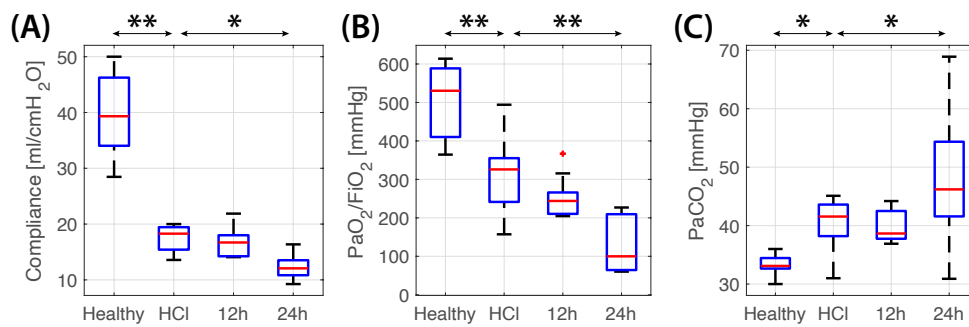 (A)
** *
Compliance [ml/cmH2O]
50
40
30
20
10
Healthy HCl 12h 24h
(B)
** **
PaO2/FiO2 [mmHg]
600
500
400
300
200
100
0
Healthy HCl 12h 24h
(C)
* *
PaCO2 [mmHg]
70
60
50
40
30
Healthy HCl 12h 24h